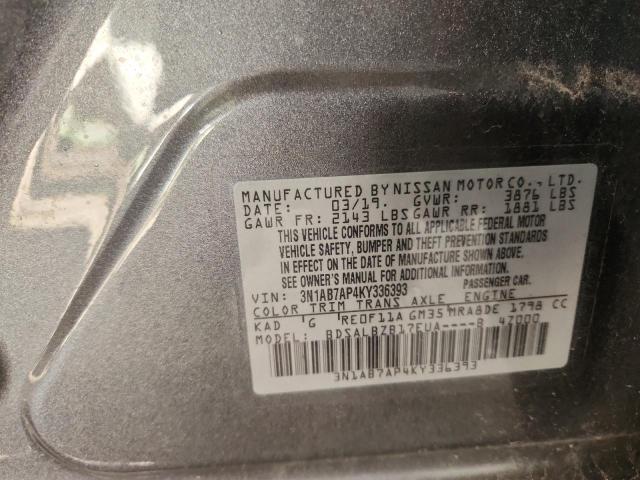 MANUFACTURED BY NISSAN MOTOR CO., LTD.
DATE: 03/19. GVWR: 3876 LBS
GAWR FR: 2143 LBS GAWR RR: 1881 LBS
THIS VEHICLE CONFORMS TO ALL APPLICABLE FEDERAL MOTOR
VEHICLE SAFETY, BUMPER AND THEFT PREVENTION STANDARDS
IN EFFECT ON THE DATE OF MANUFACTURE SHOWN ABOVE.
SEE OWNER'S MANUAL FOR ADDITIONAL INFORMATION.
VIN: 3N1AB7AP4KY336393 PASSENGER CAR.
COLOR TRIM TRANS AXLE ENGINE
KAD G RE0F11A GM35 MRA8DE 1798 CC
MODEL: BDSALBZB17EUA----B 4Z000
3N1AB7AP4KY336393